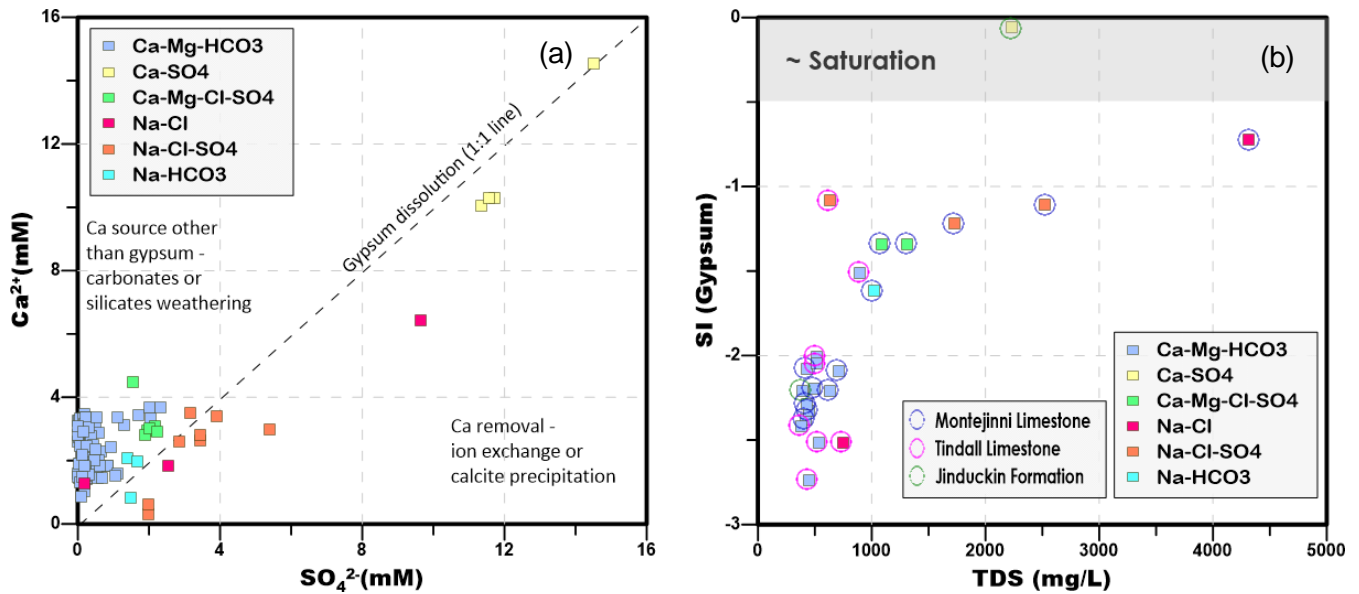 16
12
8
4
0
0
4
8
12
16
Ca²⁺(mM)
SO₄²⁻(mM)
Ca-Mg-HCO3
Ca-SO4
Ca-Mg-Cl-SO4
Na-Cl
Na-Cl-SO4
Na-HCO3
(a)
Gypsum dissolution (1:1 line)
Ca source other
than gypsum -
carbonates or
silicates weathering
Ca removal -
ion exchange or
calcite precipitation
0
-1
-2
-3
0
1000
2000
3000
4000
5000
SI (Gypsum)
TDS (mg/L)
~ Saturation
(b)
Montejinni Limestone
Tindall Limestone
Jinduckin Formation
Ca-Mg-HCO3
Ca-SO4
Ca-Mg-Cl-SO4
Na-Cl
Na-Cl-SO4
Na-HCO3